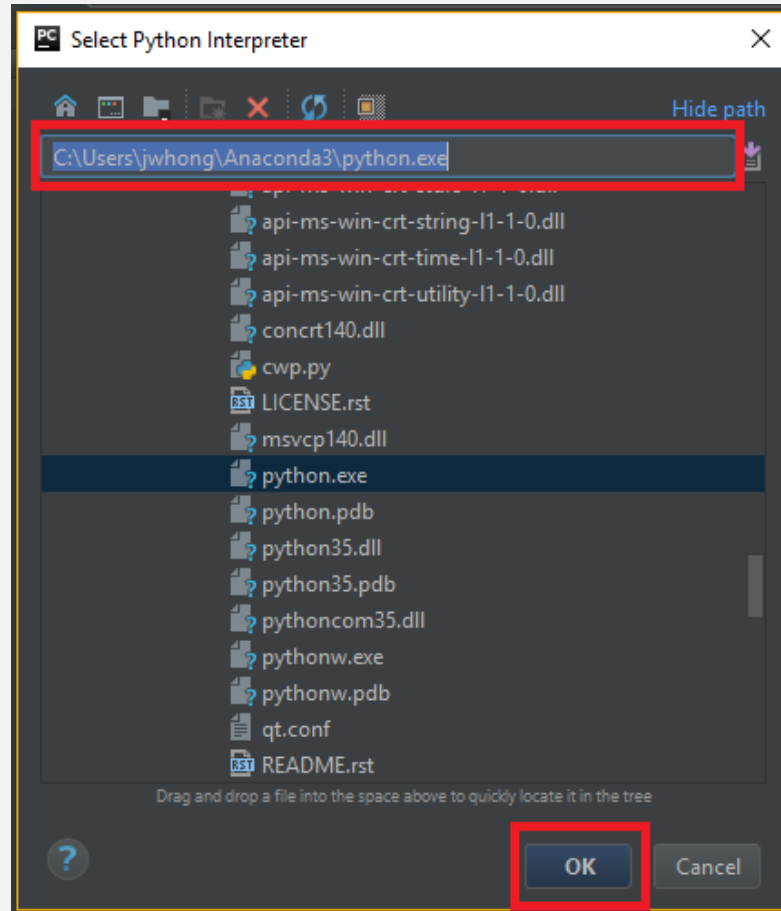 PC Select Python Interpreter
Hide path
C:\Users\jwhong\Anaconda3\python.exe
api-ms-win-crt-string-l1-1-0.dll
api-ms-win-crt-time-l1-1-0.dll
api-ms-win-crt-utility-l1-1-0.dll
concrt140.dll
cwp.py
RST LICENSE.rst
msvcp140.dll
python.exe
python.pdb
python35.dll
python35.pdb
pythoncom35.dll
pythonw.exe
pythonw.pdb
qt.conf
RST README.rst
Drag and drop a file into the space above to quickly locate it in the tree
? OK Cancel